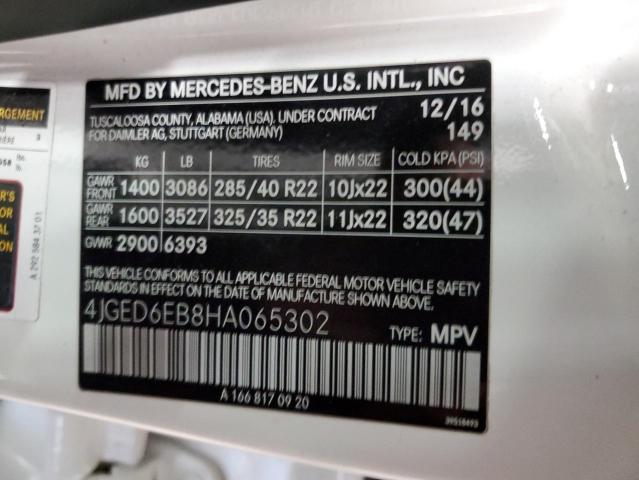 MFD BY MERCEDES-BENZ U.S. INTL., INC
TUSCALOOSA COUNTY, ALABAMA (USA). UNDER CONTRACT 12/16
FOR DAIMLER AG, STUTTGART (GERMANY) 149
KG LB TIRES RIM SIZE COLD KPA (PSI)
GAWR FRONT 1400 3086 285/40 R22 10Jx22 300(44)
GAWR REAR 1600 3527 325/35 R22 11Jx22 320(47)
GVWR 2900 6393
THIS VEHICLE CONFORMS TO ALL APPLICABLE FEDERAL MOTOR VEHICLE SAFETY
STANDARDS IN EFFECT ON THE DATE OF MANUFACTURE SHOWN ABOVE.
4JGED6EB8HA065302 TYPE: MPV
A 166 817 09 20
A 292 584 37 01